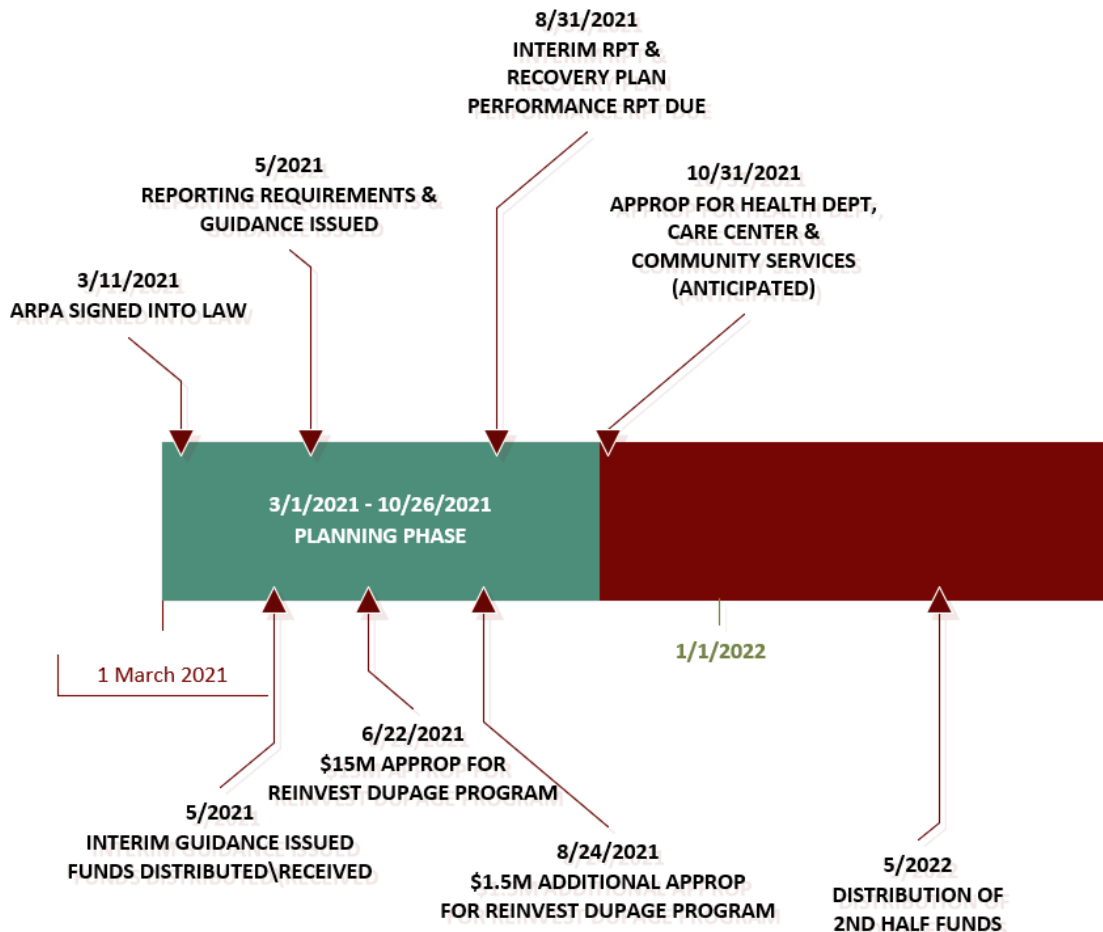 8/31/2021
INTERIM RPT &
RECOVERY PLAN
PERFORMANCE RPT DUE
5/2021
REPORTING REQUIREMENTS &
GUIDANCE ISSUED
10/31/2021
APPROP FOR HEALTH DEPT,
CARE CENTER &
COMMUNITY SERVICES
(ANTICIPATED)
3/11/2021
ARPA SIGNED INTO LAW
3/1/2021 - 10/26/2021
PLANNING PHASE
1 March 2021
1/1/2022
6/22/2021
$15M APPROP FOR
REINVEST DUPAGE PROGRAM
5/2021
INTERIM GUIDANCE ISSUED
FUNDS DISTRIBUTED\RECEIVED
8/24/2021
$1.5M ADDITIONAL APPROP
FOR REINVEST DUPAGE PROGRAM
5/2022
DISTRIBUTION OF
2ND HALF FUNDS